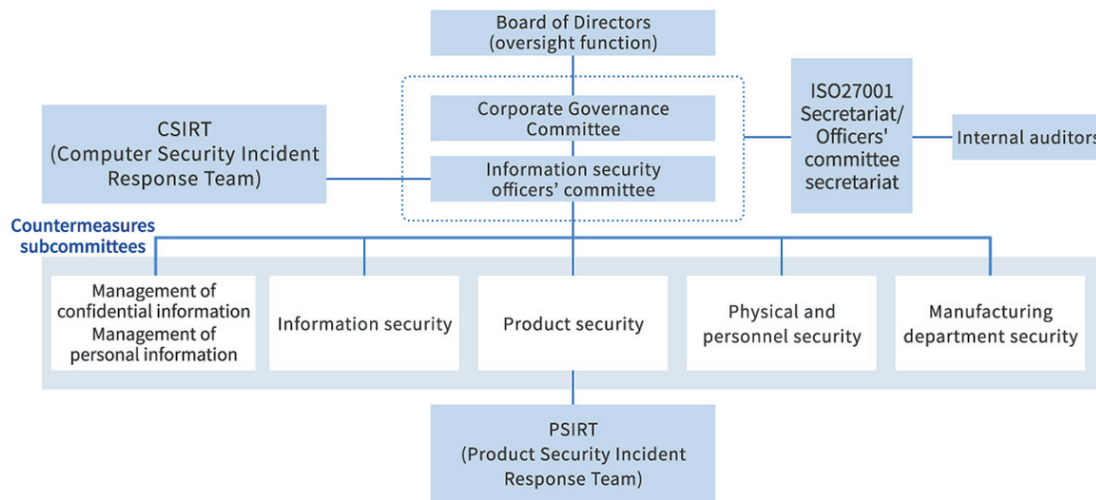 Board of Directors
(oversight function)
Corporate Governance
Committee
Information security
officers’ committee
CSIRT
(Computer Security Incident
Response Team)
ISO27001
Secretariat/
Officers'
committee
secretariat
Internal auditors
Countermeasures
subcommittees
Management of
confidential information
Management of
personal information
Information security
Product security
Physical and
personnel security
Manufacturing
department security
PSIRT
(Product Security Incident
Response Team)